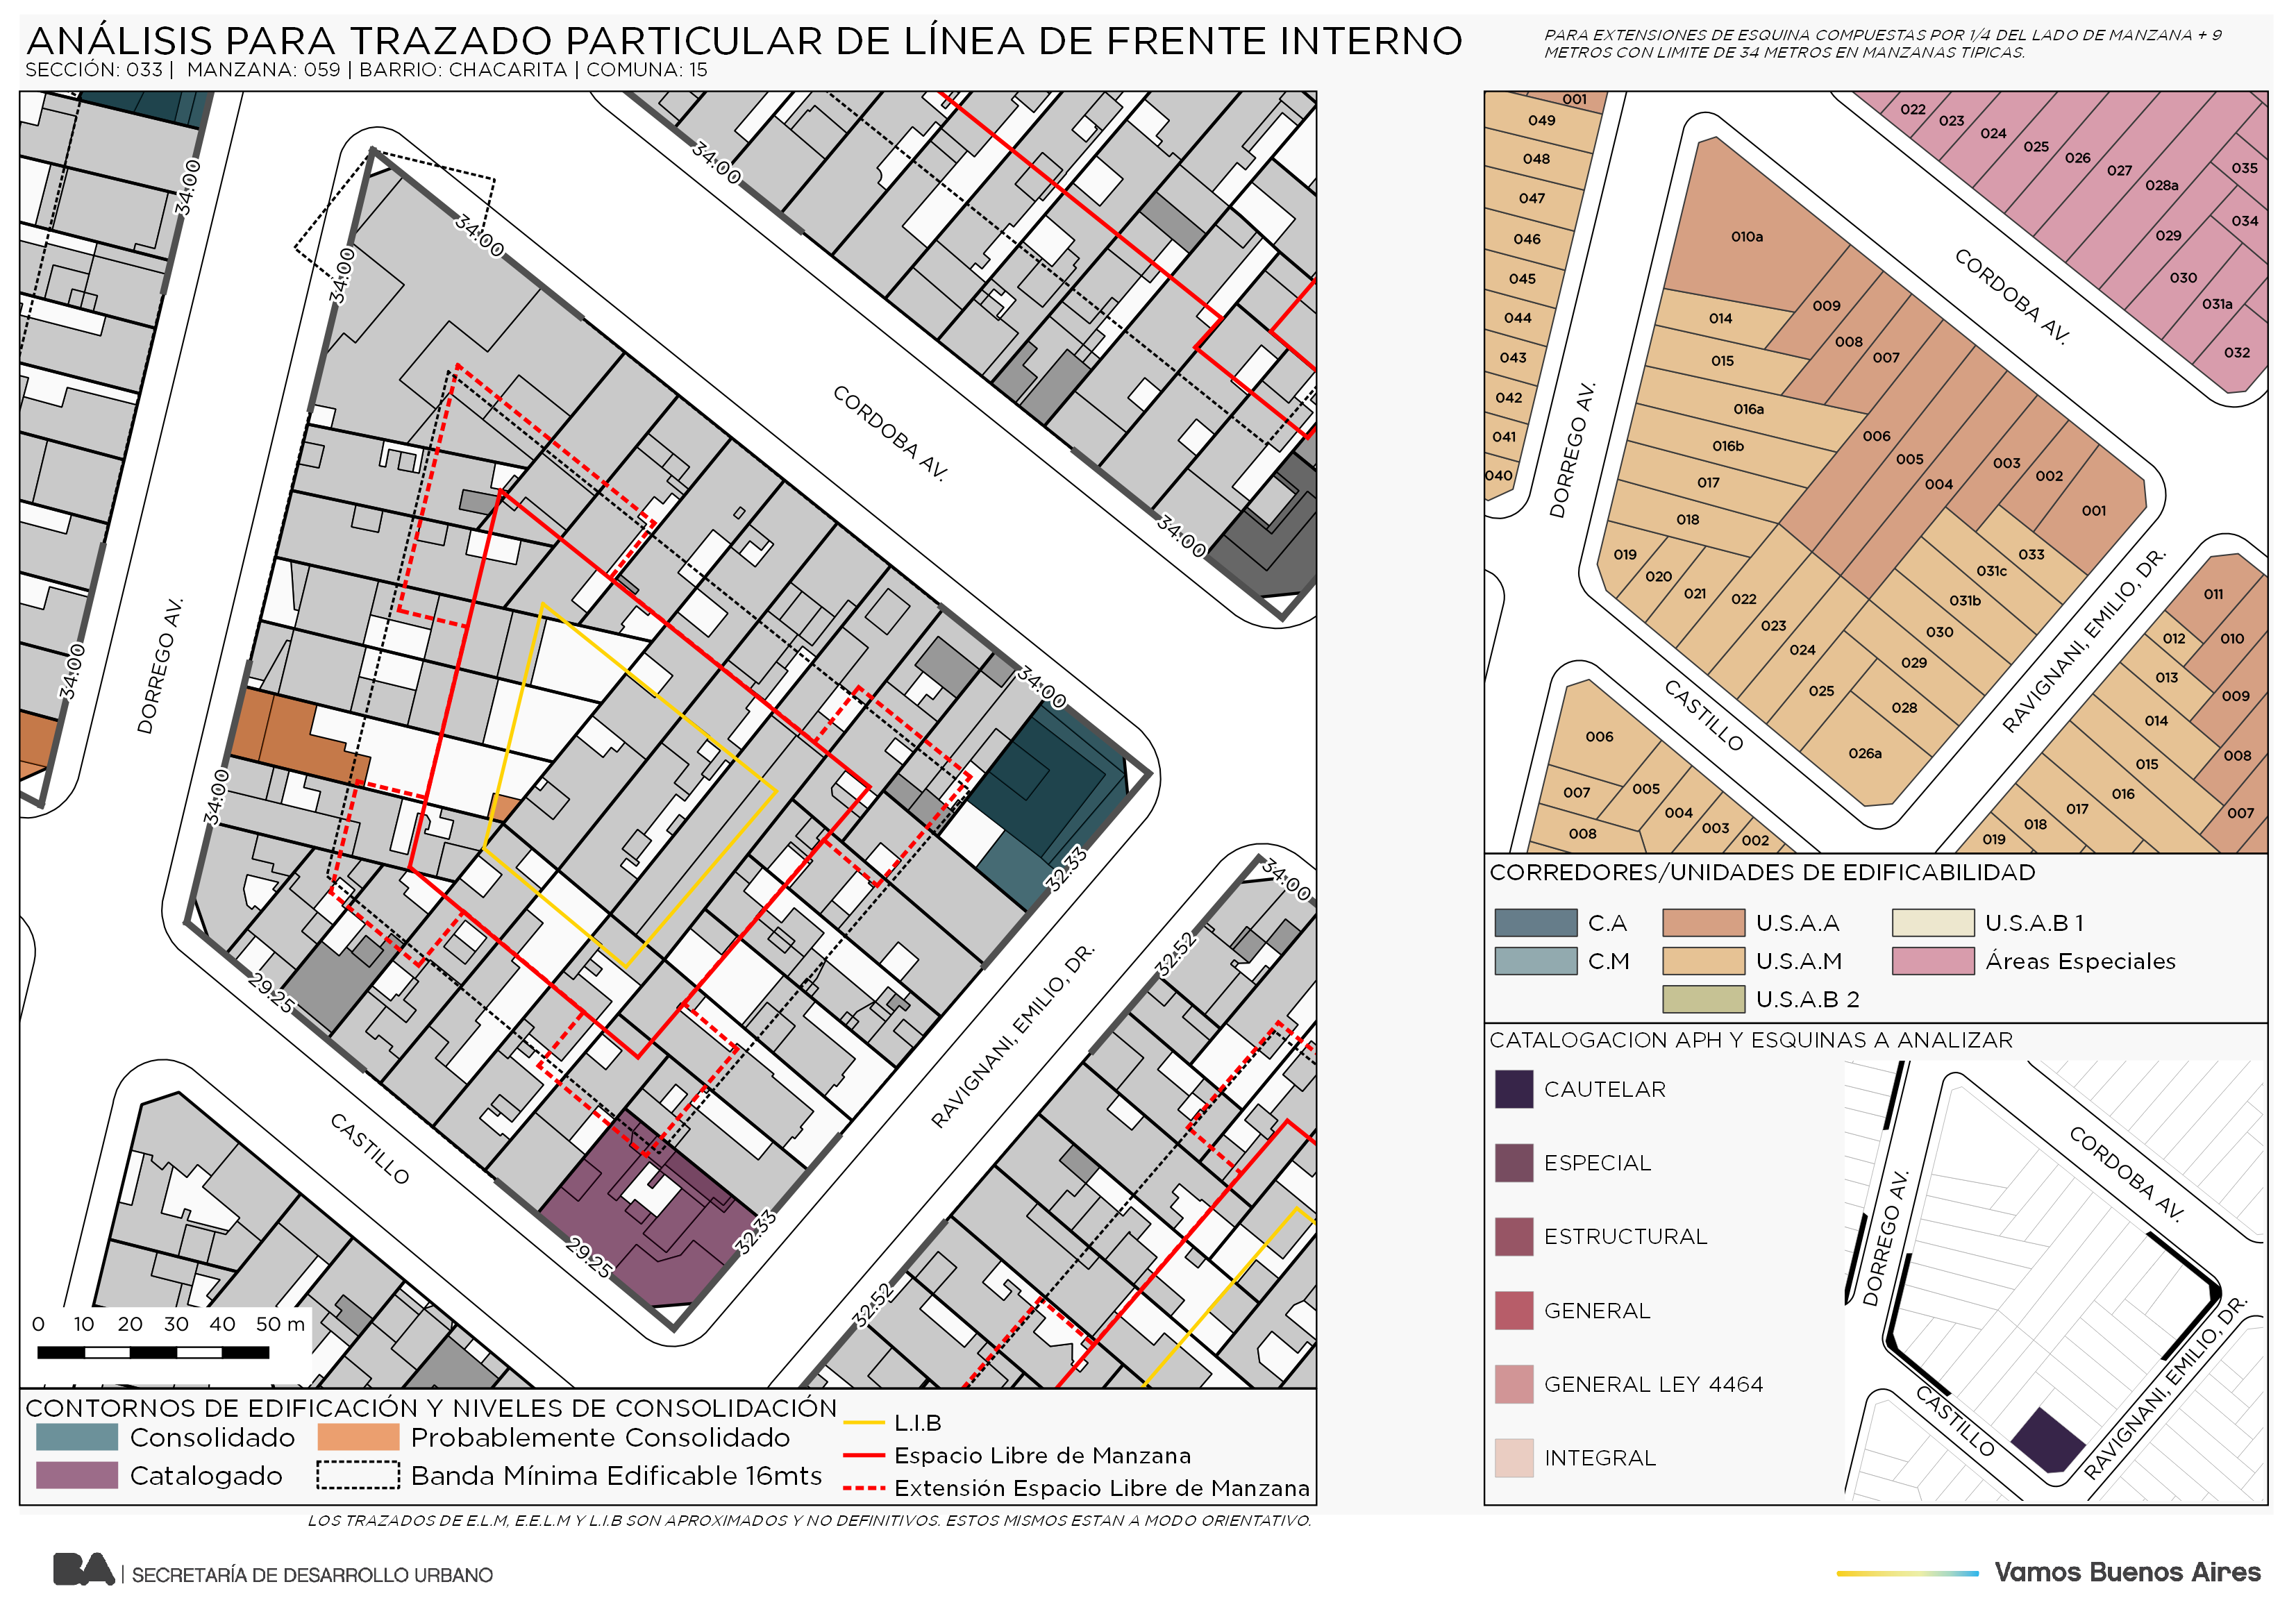 ANÁLISIS PARA TRAZADO PARTICULAR DE LÍNEA DE FRENTE INTERNO
SECCIÓN: 033 | MANZANA: 059 | BARRIO: CHACARITA | COMUNA: 15
PARA EXTENSIONES DE ESQUINA COMPUESTAS POR 1/4 DEL LADO DE MANZANA + 9
METROS CON LIMITE DE 34 METROS EN MANZANAS TIPICAS.
34:00
34:00
34:00
34:00
CORDOBA AV.
34:00
DORREGO AV.
34:00
34:00
34:00
32.33
34:00
29.25
32:52
RAVIGNANI, EMILIO, DR.
CASTILLO
29.25
32.33
32:52
0 10 20 30 40 50 m
CONTORNOS DE EDIFICACIÓN Y NIVELES DE CONSOLIDACIÓN
Consolidado
Probablemente Consolidado
Catalogado
Banda Mínima Edificable 16mts
L.I.B
Espacio Libre de Manzana
Extensión Espacio Libre de Manzana
LOS TRAZADOS DE E.L.M, E.E.L.M Y L.I.B SON APROXIMADOS Y NO DEFINITIVOS. ESTOS MISMOS ESTAN A MODO ORIENTATIVO.
001
049
048
047
046
045
044
043
042
041
040
022
023
024
025
026
027
028a
035
034
029
030
031a
032
CORDOBA AV.
010a
009
008
007
014
015
016a
016b
017
018
006
005
004
003
002
001
019
020
021
022
023
024
025
026a
028
029
030
031b
031c
033
DORREGO AV.
CASTILLO
RAVIGNANI, EMILIO, DR.
006
007
008
005
004
003
002
011
012
010
013
009
014
008
015
016
007
017
018
019
CORREDORES/UNIDADES DE EDIFICABILIDAD
C.A
U.S.A.A
U.S.A.B 1
C.M
U.S.A.M
Áreas Especiales
U.S.A.B 2
CATALOGACION APH Y ESQUINAS A ANALIZAR
CAUTELAR
ESPECIAL
ESTRUCTURAL
GENERAL
GENERAL LEY 4464
INTEGRAL
CORDOBA AV.
DORREGO AV.
CASTILLO
RAVIGNANI, EMILIO, DR.
BA | SECRETARÍA DE DESARROLLO URBANO
Vamos Buenos Aires